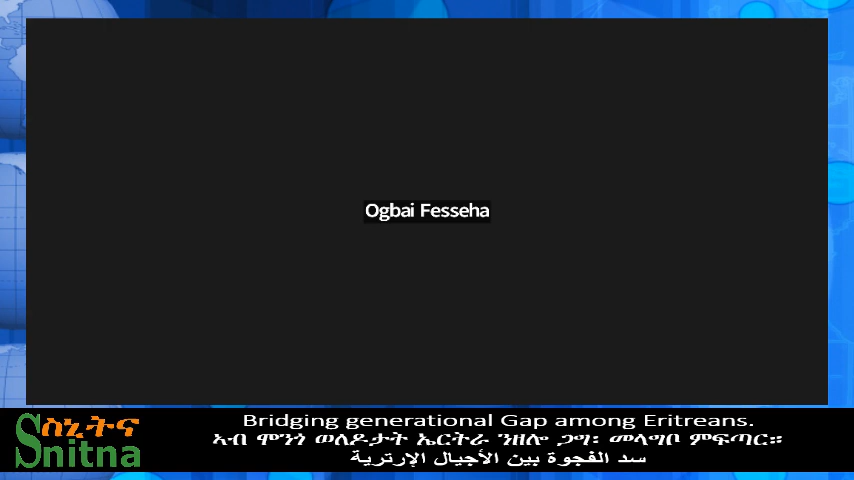 Ogbai Fesseha
ስኒትና
Snitna
Bridging generational Gap among Eritreans.
ኣብ ሞንጎ ወለዶታት ኤርትራ ንዘሎ ጋግ፡ መላግቦ ምፍጣር።
سد الفجوة بين الأجيال الإرترية